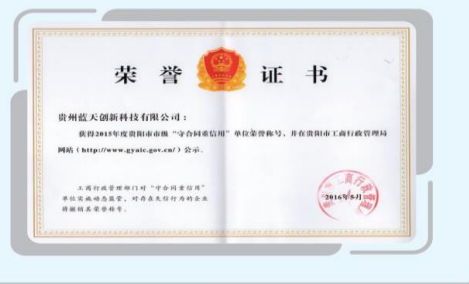 荣誉证书
贵州蓝天创新科技有限公司：
获得2015年度贵阳市市级“守合同重信用”单位荣誉称号，并在贵阳市工商行政管理局
网站（http://www.gyaic.gov.cn/）公示。
工商行政管理部门对“守合同重信用”
单位实施动态监管，对存在失信行为的企业
将撤销其荣誉称号。
2016年5月